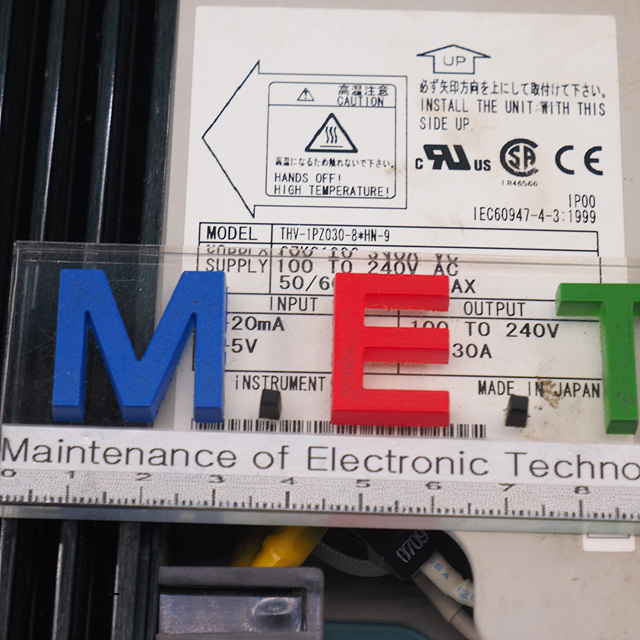 UP
必ず矢印方向を上にして取付けて下さい。
INSTALL THE UNIT WITH THIS
SIDE UP
高温注意
CAUTION
高温になるため触れないで下さい。
HANDS OFF!
HIGH TEMPERATURE!
C UR US SA CE
LR46566
IP00
IEC60947-4-3:1999
MODEL THV-1PZ030-8*HN-9
SUPPLY 100 TO 240V AC
50/6 AX
INPUT OUTPUT
20mA 100 TO 240V
5V 30A
INSTRUMENT MADE IN JAPAN
M.E.T
Maintenance of Electronic Techno
0 1 2 3 4 5 6 7 8
0709